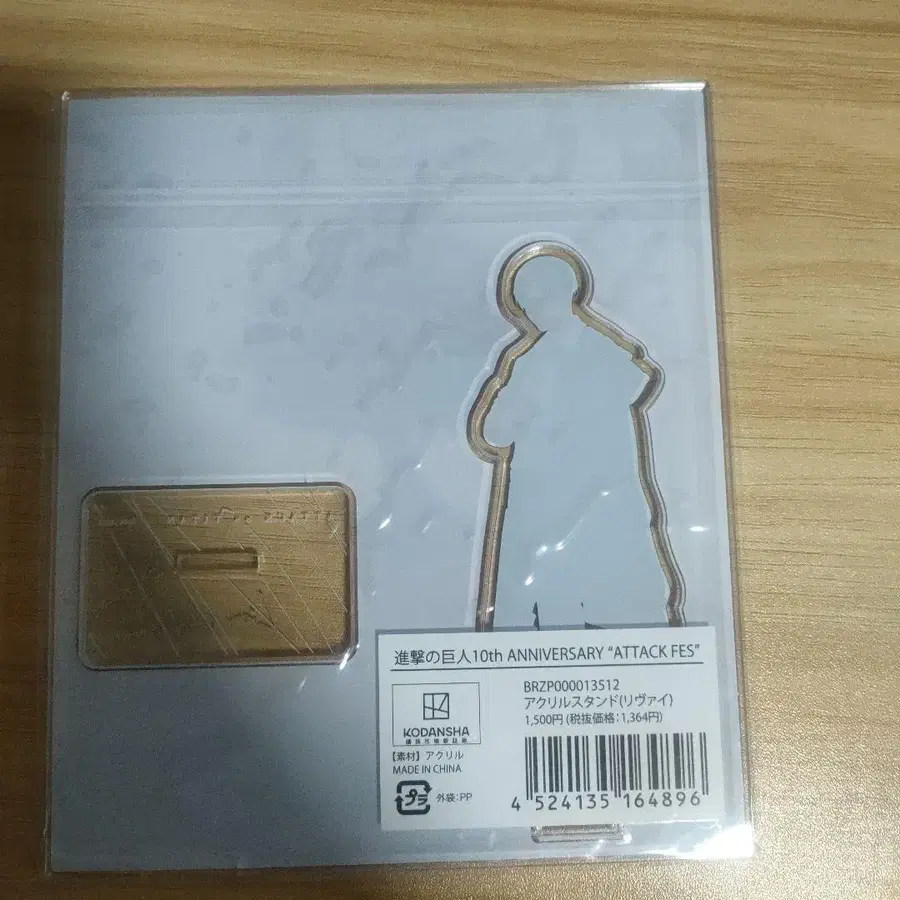 進撃の巨人10th ANNIVERSARY “ATTACK FES”
BRZP000013512
アクリルスタンド(リヴァイ)
1,500円 (税抜価格:1,364円)
KODANSHA
【素材】アクリル
MADE IN CHINA
プラ
外袋:PP
4 524135 164896